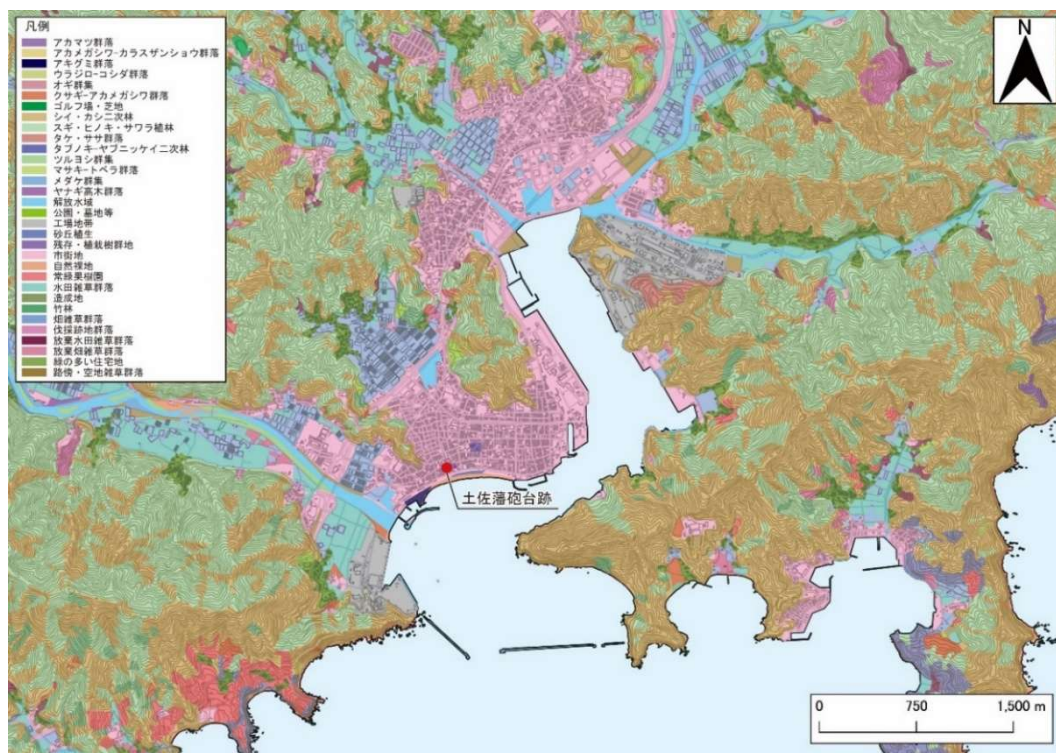 凡例
アカマツ群落
アカメガシワ-カラスザンショウ群落
アキグミ群落
ウラジロ-コシダ群落
オギ群集
クサギ-アカメガシワ群落
ゴルフ場・芝地
シイ・カシ二次林
スギ・ヒノキ・サワラ植林
タケ・ササ群落
タブノキ-ヤブニッケイ二次林
ツルヨシ群集
マサキ-トベラ群落
メダケ群集
ヤナギ高木群落
解放水域
公園・墓地等
工場地帯
砂丘植生
残存・植栽樹群地
市街地
自然裸地
常緑果樹園
水田雑草群落
造成地
竹林
畑雑草群落
伐採跡地群落
放棄水田雑草群落
放棄畑雑草群落
緑の多い住宅地
路傍・空地雑草群落
N
土佐藩砲台跡
0 750 1,500 m